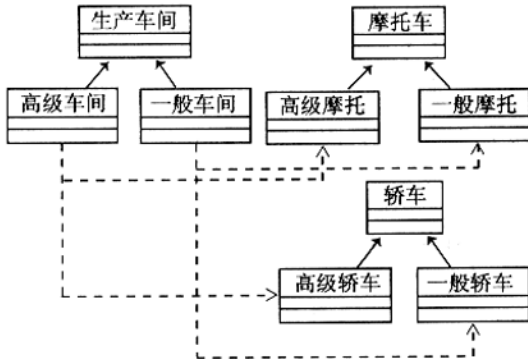 生产车间
摩托车
高级车间
一般车间
高级摩托
一般摩托
轿车
高级轿车
一般轿车